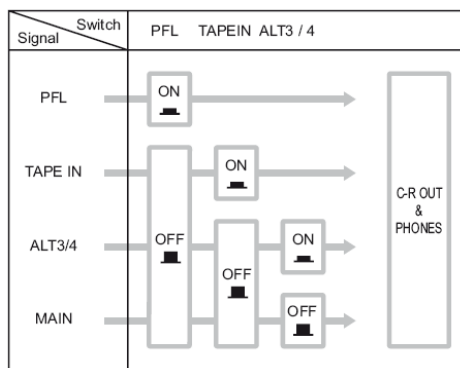 Switch
Signal
PFL TAPEIN ALT3 / 4
PFL ON
TAPE IN ON
C-R OUT
&
PHONES
ALT3/4 OFF ON
OFF
MAIN OFF